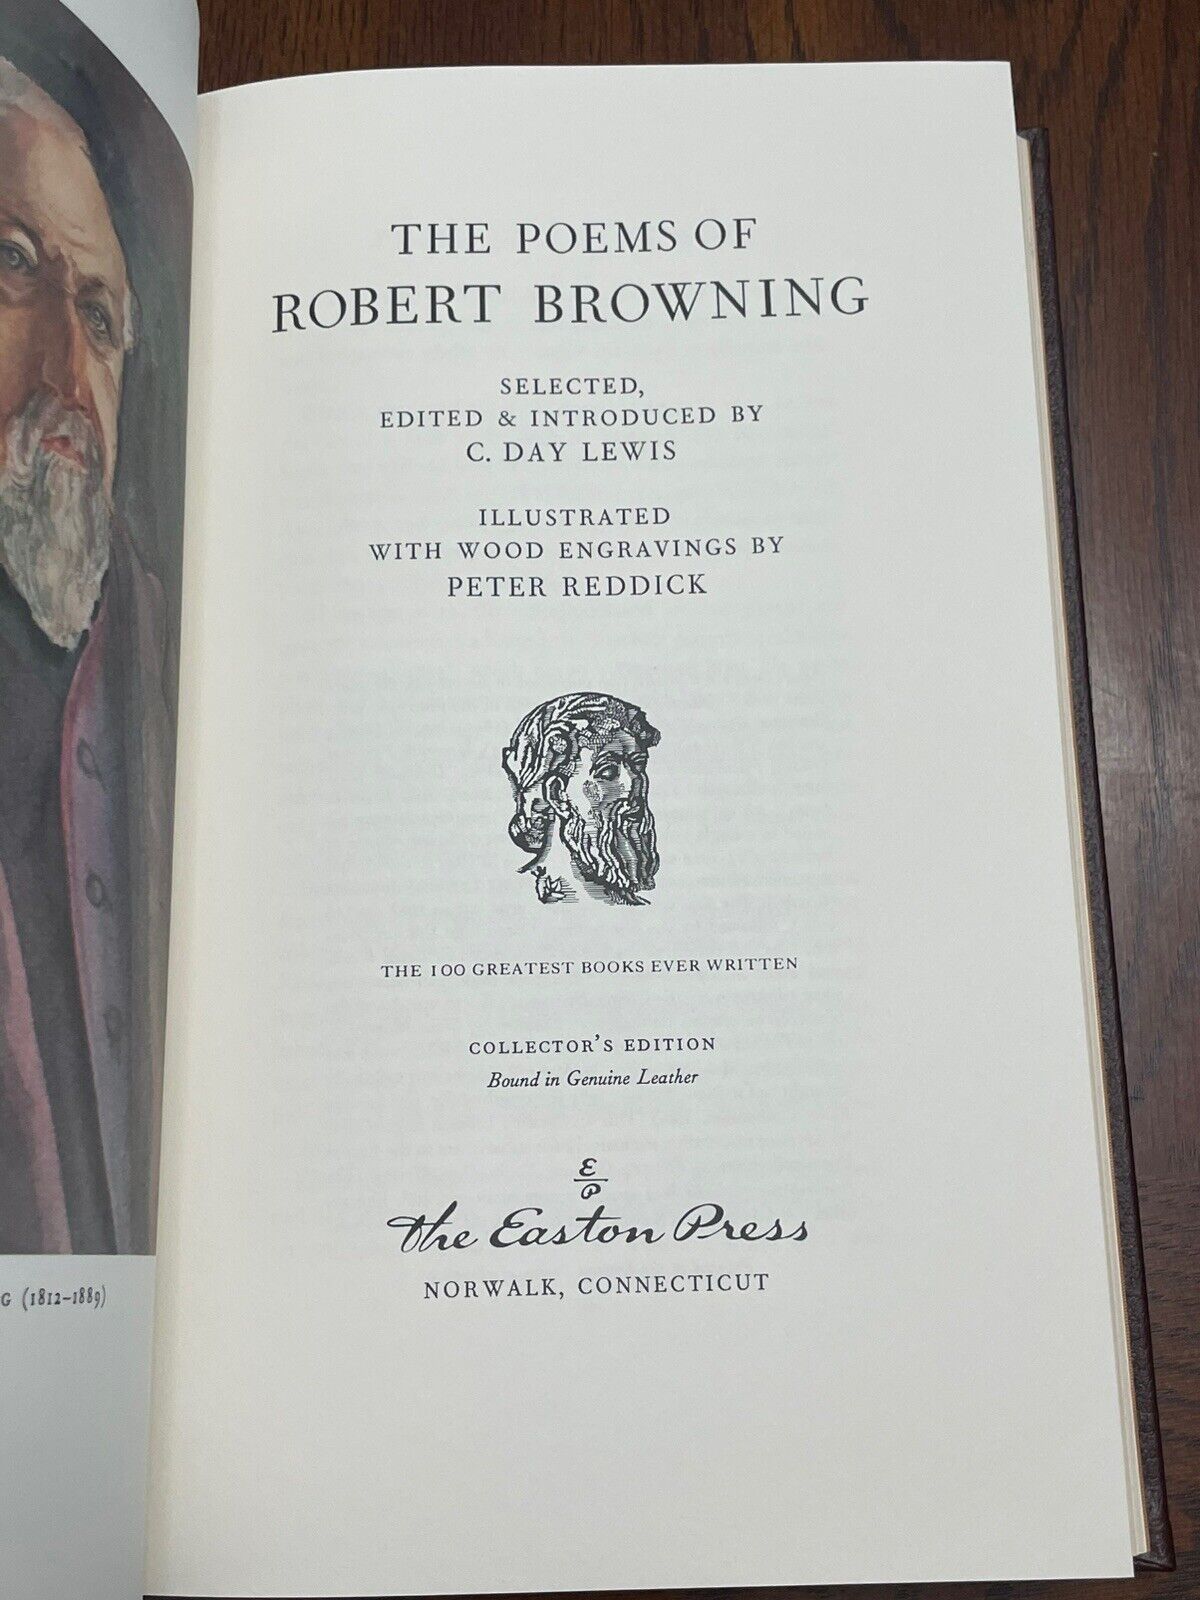 THE POEMS OF
ROBERT BROWNING
SELECTED,
EDITED & INTRODUCED BY
C. DAY LEWIS
ILLUSTRATED
WITH WOOD ENGRAVINGS BY
PETER REDDICK
THE 100 GREATEST BOOKS EVER WRITTEN
COLLECTOR'S EDITION
Bound in Genuine Leather
E
P
The Easton Press
NORWALK, CONNECTICUT
G (1812-1889)